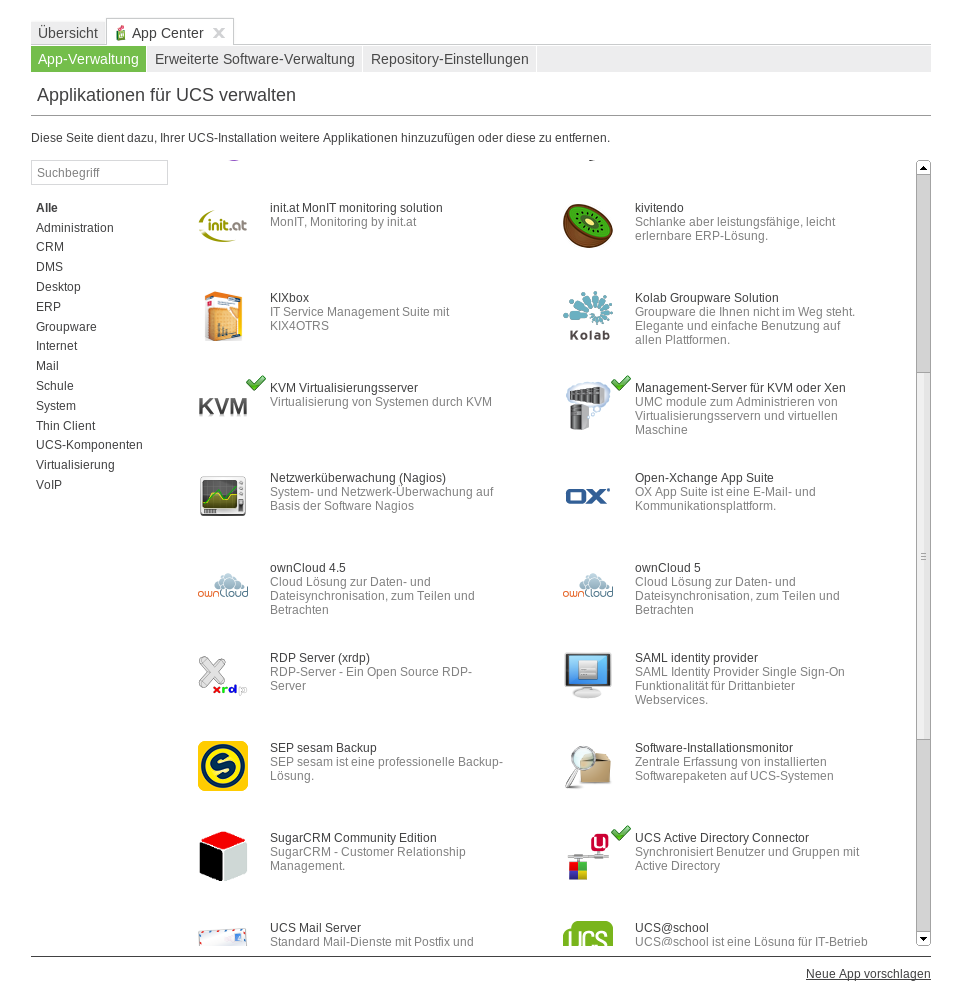 Übersicht
App Center
App-Verwaltung
Erweiterte Software-Verwaltung
Repository-Einstellungen
Applikationen für UCS verwalten
Diese Seite dient dazu, Ihrer UCS-Installation weitere Applikationen hinzuzufügen oder diese zu entfernen.
Suchbegriff
Alle
Administration
CRM
DMS
Desktop
ERP
Groupware
Internet
Mail
Schule
System
Thin Client
UCS-Komponenten
Virtualisierung
VoIP
init.at
init.at MonIT monitoring solution
MonIT, Monitoring by init.at
kivitendo
Schlanke aber leistungsfähige, leicht
erlernbare ERP-Lösung.
KIXbox
IT Service Management Suite mit
KIX4OTRS
Kolab
Kolab Groupware Solution
Groupware die Ihnen nicht im Weg steht.
Elegante und einfache Benutzung auf
allen Plattformen.
KVM
KVM Virtualisierungsserver
Virtualisierung von Systemen durch KVM
Management-Server für KVM oder Xen
UMC module zum Administrieren von
Virtualisierungsservern und virtuellen
Maschine
Netzwerküberwachung (Nagios)
System- und Netzwerk-Überwachung auf
Basis der Software Nagios
OX
Open-Xchange App Suite
OX App Suite ist eine E-Mail- und
Kommunikationsplattform.
ownCloud
ownCloud 4.5
Cloud Lösung zur Daten- und
Dateisynchronisation, zum Teilen und
Betrachten
ownCloud
ownCloud 5
Cloud Lösung zur Daten- und
Dateisynchronisation, zum Teilen und
Betrachten
xrdp
RDP Server (xrdp)
RDP-Server - Ein Open Source RDP-
Server
SAML identity provider
SAML Identity Provider Single Sign-On
Funktionalität für Drittanbieter
Webservices.
S
SEP sesam Backup
SEP sesam ist eine professionelle Backup-
Lösung.
Software-Installationsmonitor
Zentrale Erfassung von installierten
Softwarepaketen auf UCS-Systemen
SugarCRM Community Edition
SugarCRM - Customer Relationship
Management.
U
UCS Active Directory Connector
Synchronisiert Benutzer und Gruppen mit
Active Directory
UCS Mail Server
Standard Mail-Dienste mit Postfix und
UCS
UCS@school
UCS@school ist eine Lösung für IT-Betrieb
Neue App vorschlagen